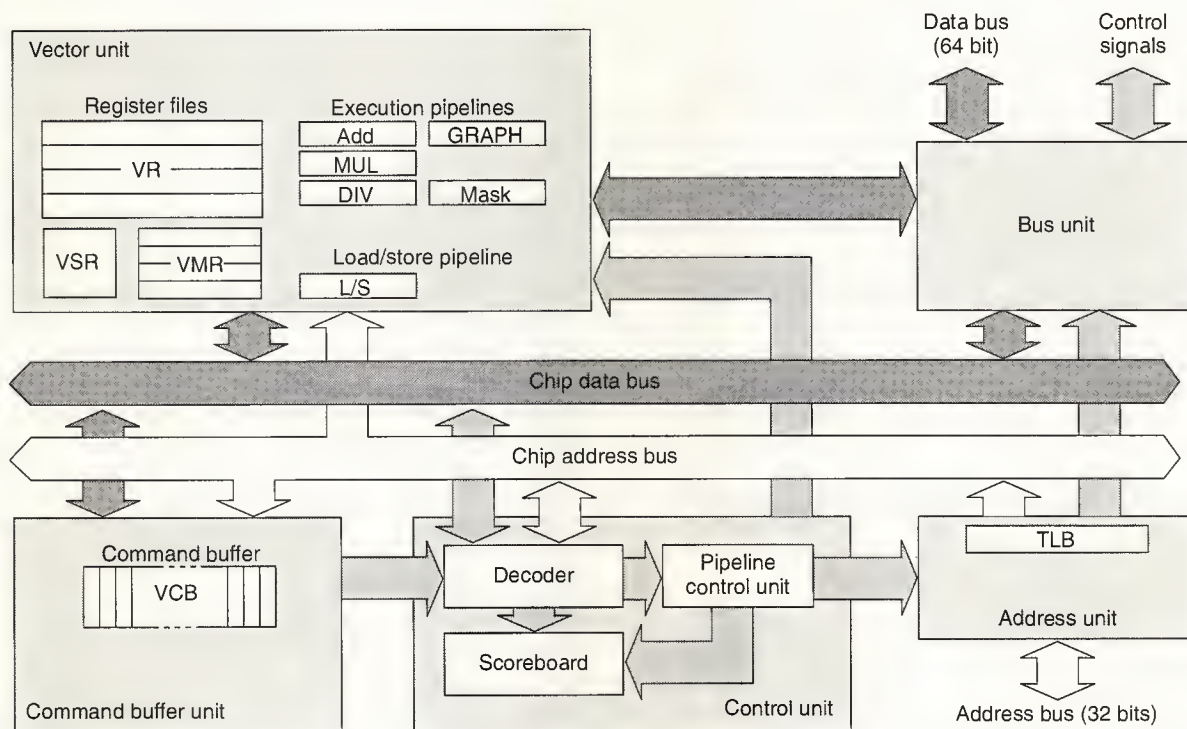 Vector unit
Register files
VR
VSR
VMR
Execution pipelines
Add
GRAPH
MUL
DIV
Mask
Load/store pipeline
L/S
Data bus
(64 bit)
Control
signals
Bus unit
Chip data bus
Chip address bus
Command buffer
VCB
Command buffer unit
Decoder
Scoreboard
Pipeline
control unit
Control unit
TLB
Address unit
Address bus (32 bits)